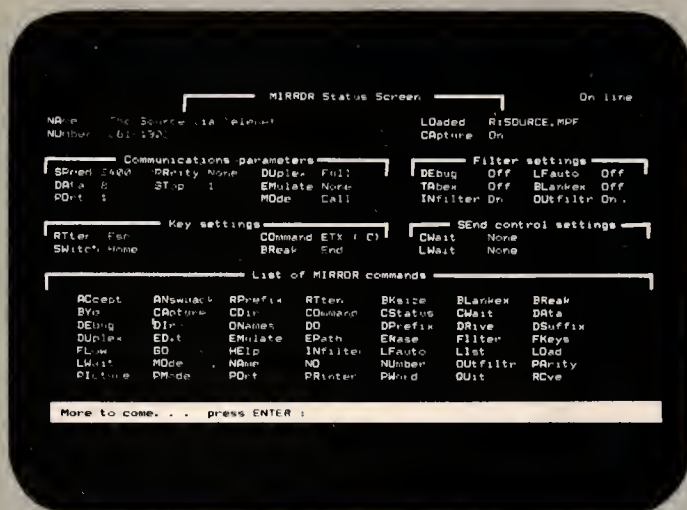 MIRROR Status Screen On line
NAme The Source via Telenet LOaded R:SOURCE.MPF
NUmber CApture On
Communications parameters Filter settings
SPeed 2400 PARity None DUplex Full DEbug Off LFauto Off
DAta 8 STop 1 EMulate None TAbex Off BLankex Off
POrt 1 MOde Call INfilter On OUtfiltr On
Key settings SEnd control settings
ATten Esc COmmand ETX (^C) CWait None
SWitch Home BReak End LWait None
List of MIRROR commands
ACcept ANswback APrefix ATten BKsize BLankex BReak
BYe CApture CDir COmmand CStatus CWait DAta
DEbug DIr DNames DO DPrefix DRive DSuffix
DUplex EDit EMulate EPath ERase FIlter FKeys
FLow GO HElp INfilter LFauto LIst LOad
LWait MOde NAme NO NUmber OUtfiltr PArity
PIcture PMode POrt PRinter PWord QUit RCve
More to come. . . press ENTER :